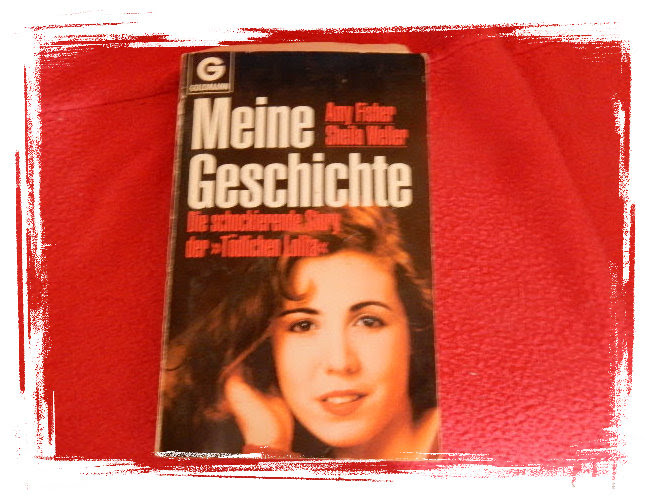 G
GOLDMANN
Meine
Amy Fisher
Sheila Weller
Geschichte
Die schockierende Story
der »Tödlichen Lolita«